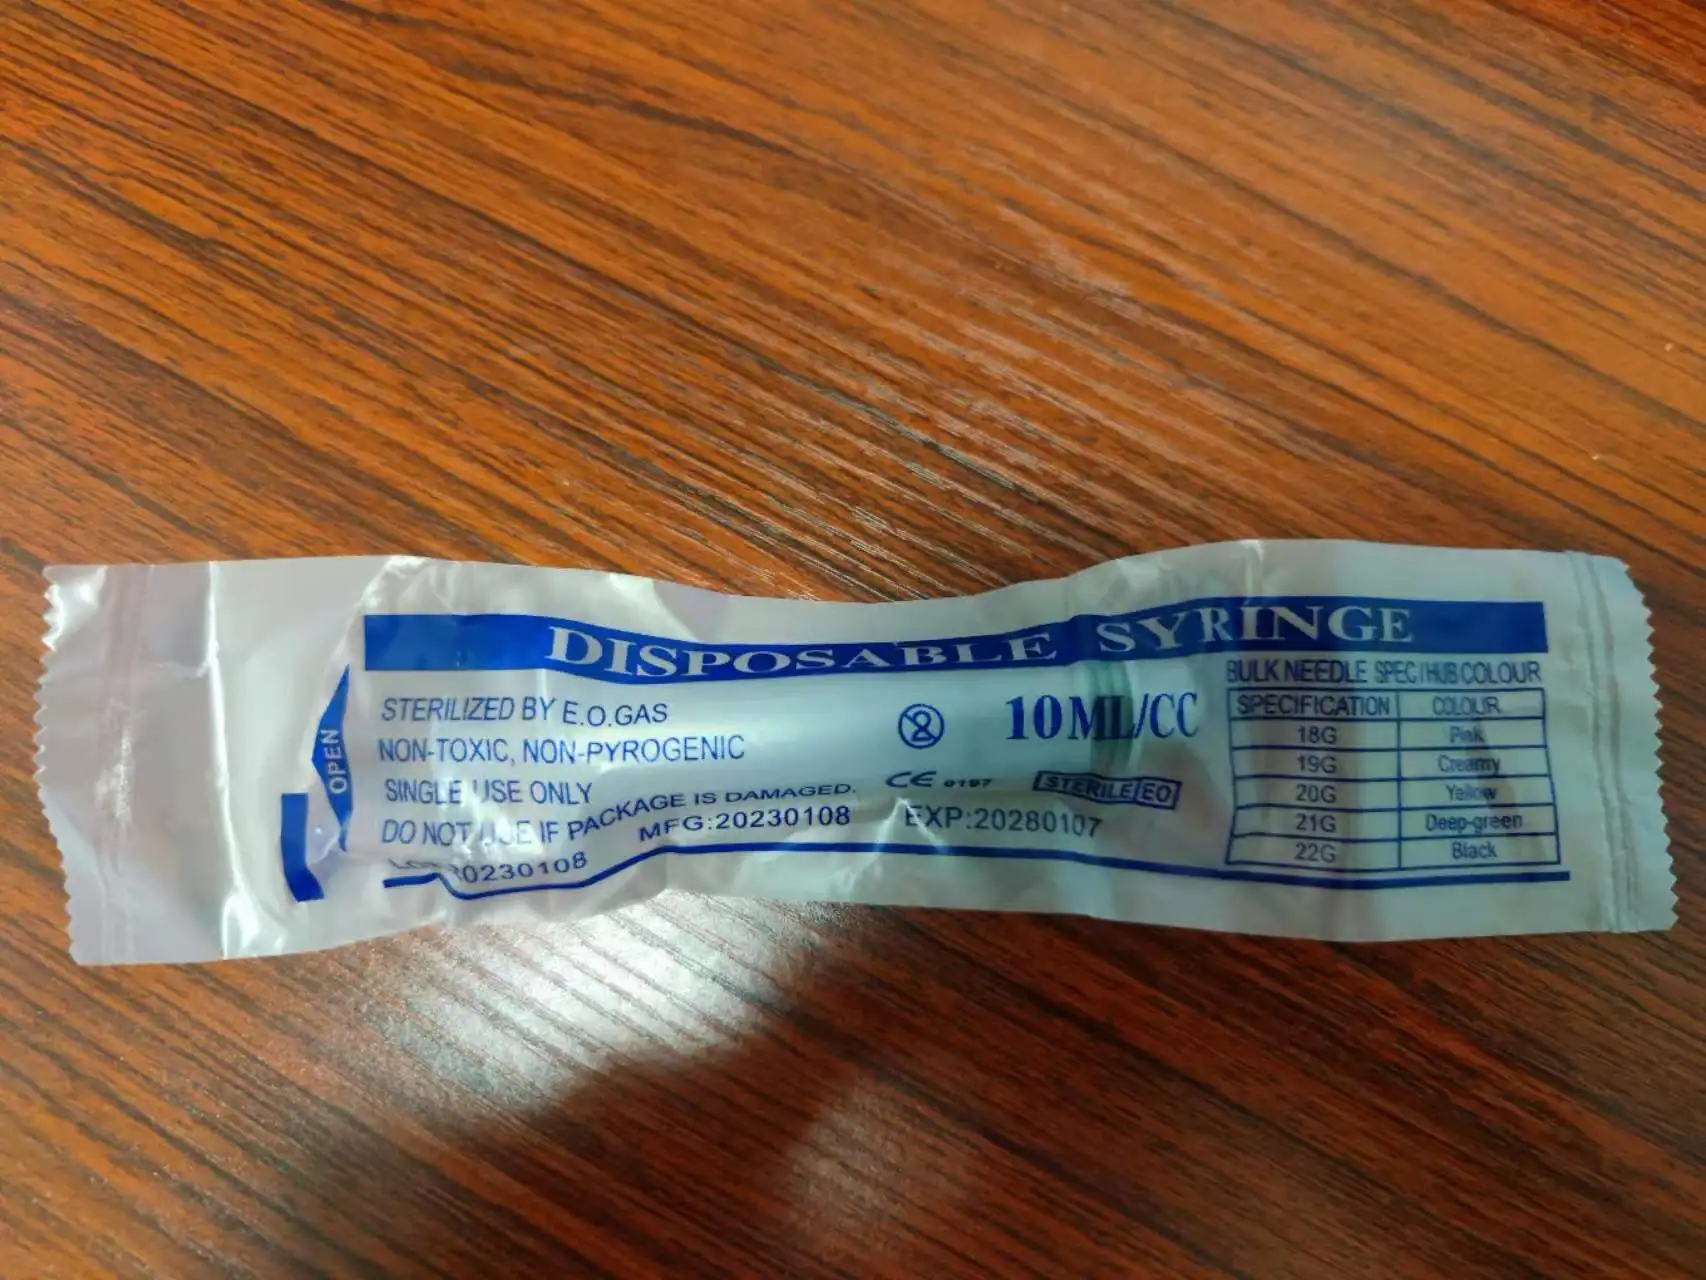 DISPOSABLE SYRINGE
OPEN
STERILIZED BY E.O.GAS
NON-TOXIC, NON-PYROGENIC
SINGLE USE ONLY
DO NOT USE IF PACKAGE IS DAMAGED.
MFG:20230108 EXP:20280107
20230108
10ML/CC
CE 0197
STERILE EO
BULK NEEDLE SPEC/HUB COLOUR
SPECIFICATION COLOUR
18G Pink
19G Creamy
20G Yellow
21G Deep-green
22G Black